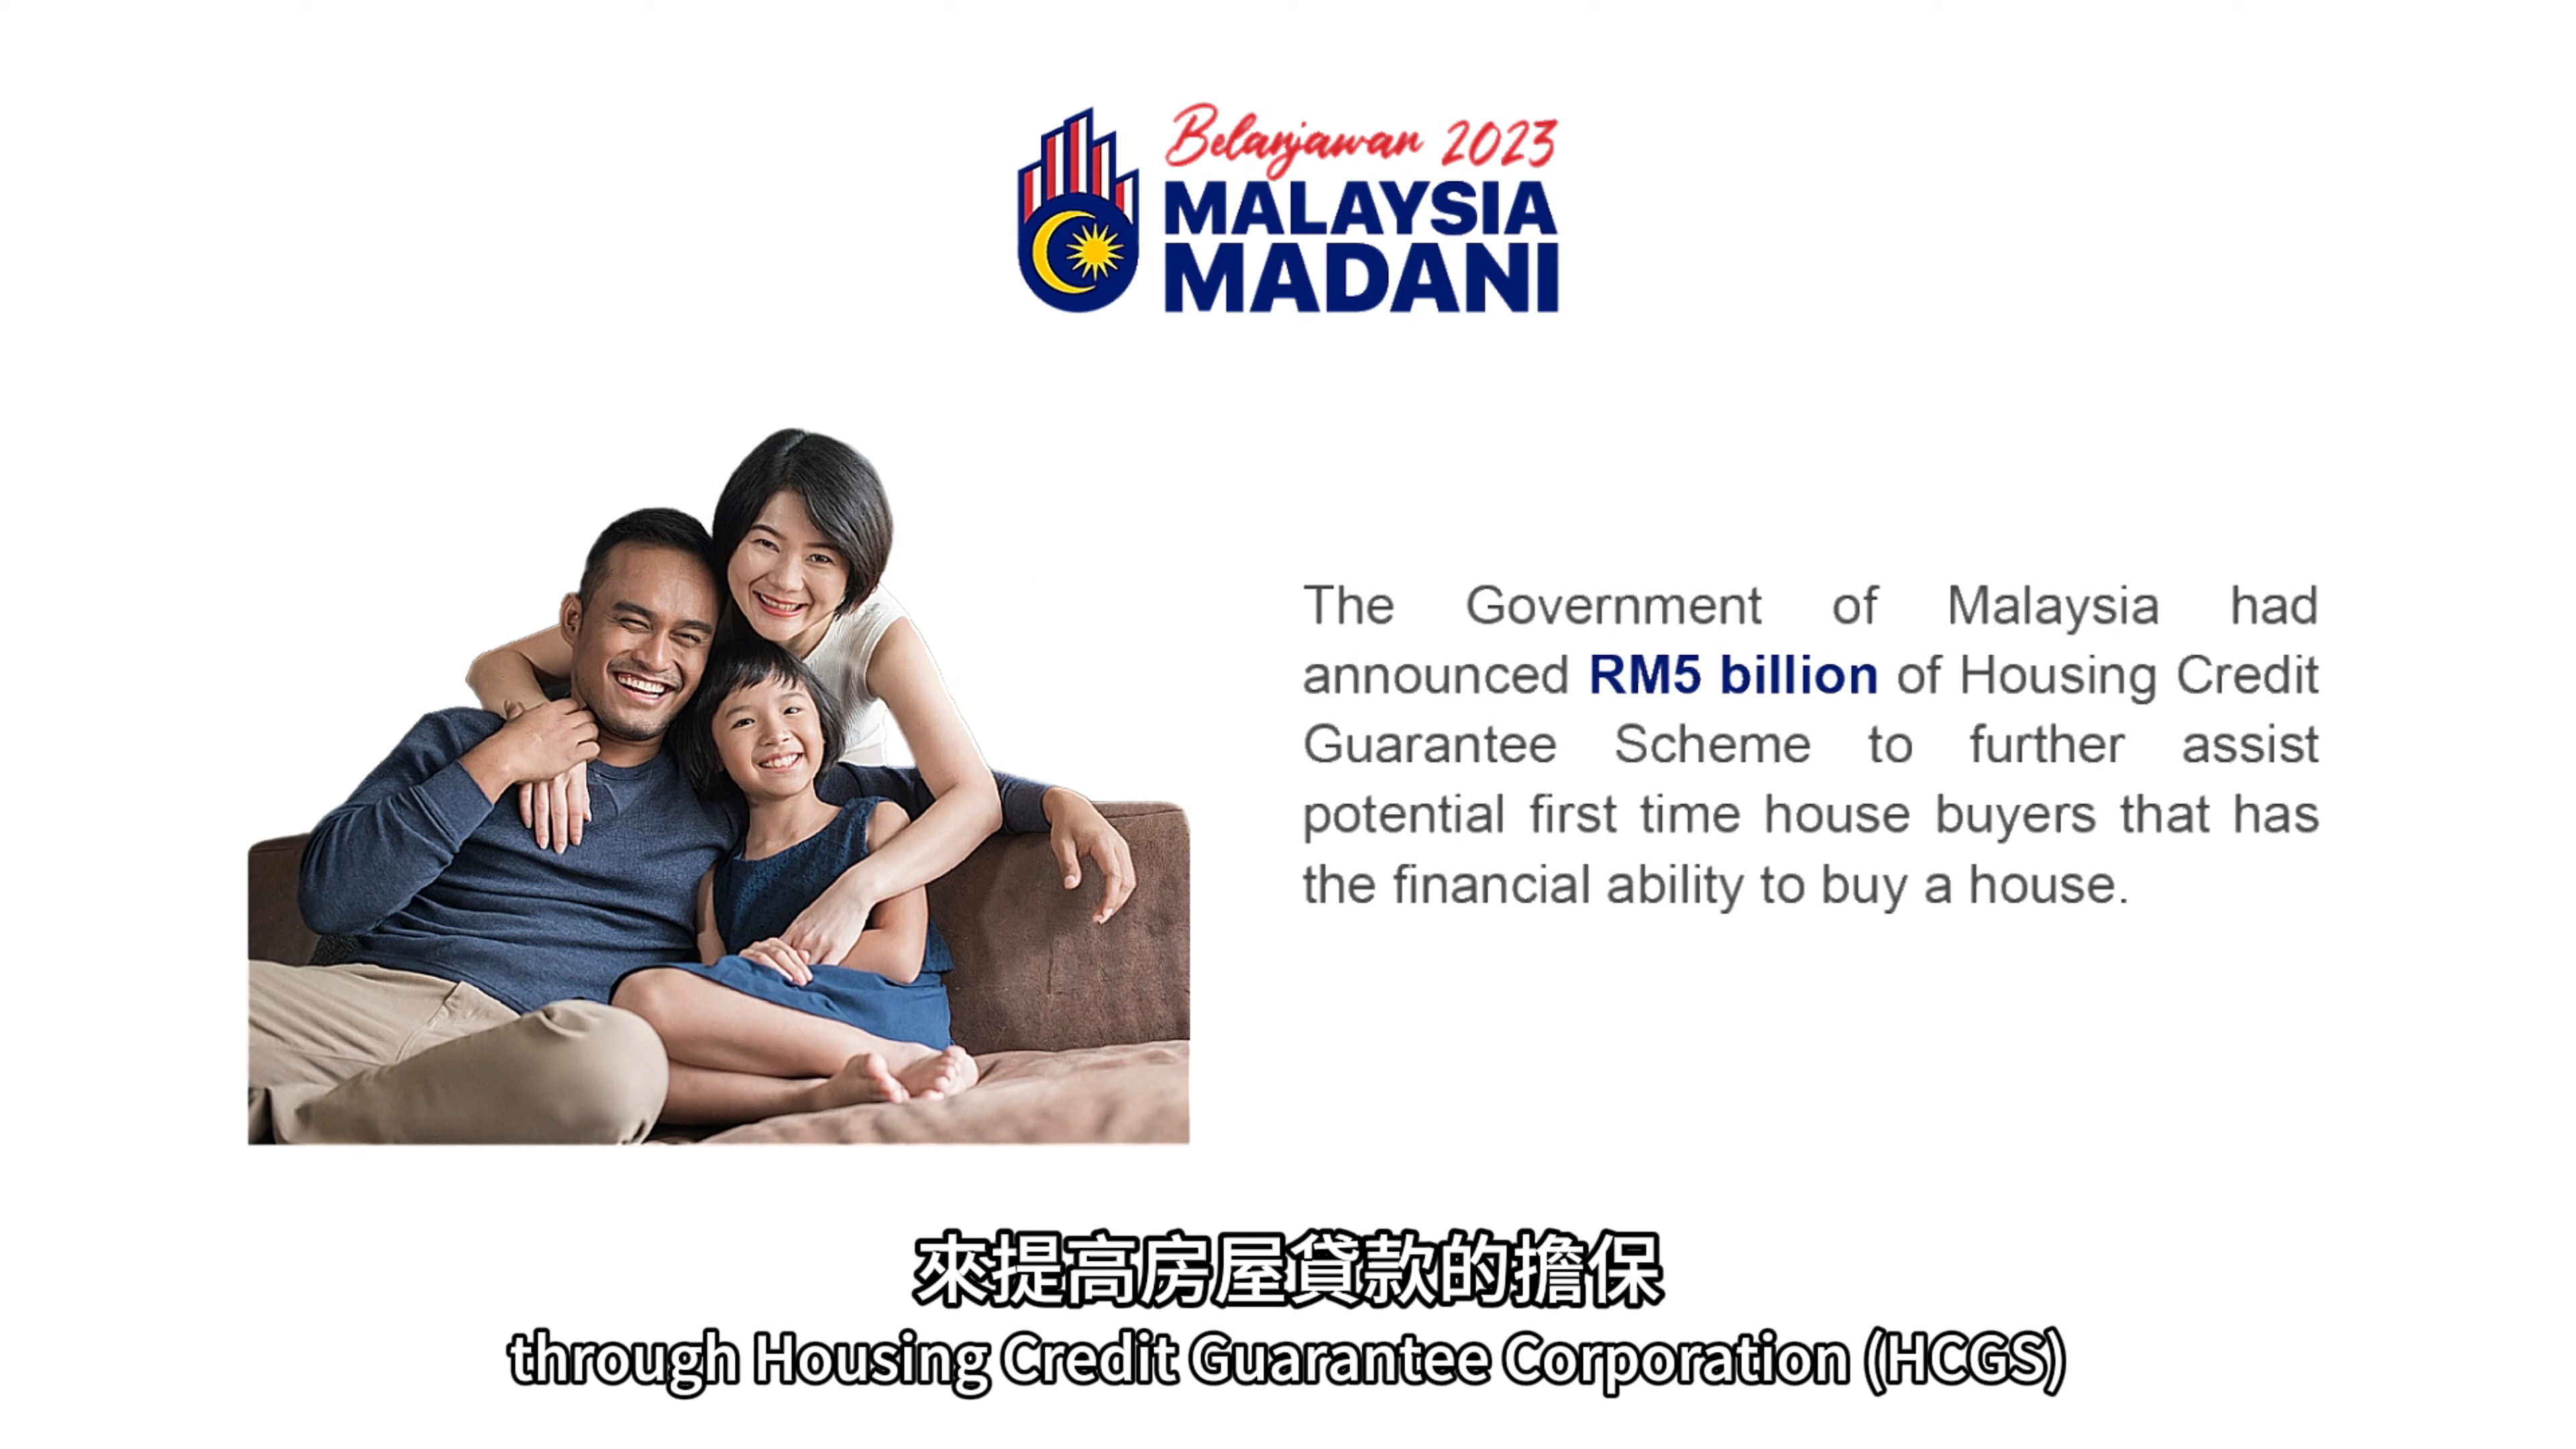 Belanjawan 2023
MALAYSIA
MADANI
The Government of Malaysia had
announced RM5 billion of Housing Credit
Guarantee Scheme to further assist
potential first time house buyers that has
the financial ability to buy a house.
來提高房屋貸款的擔保
through Housing Credit Guarantee Corporation (HCGS)